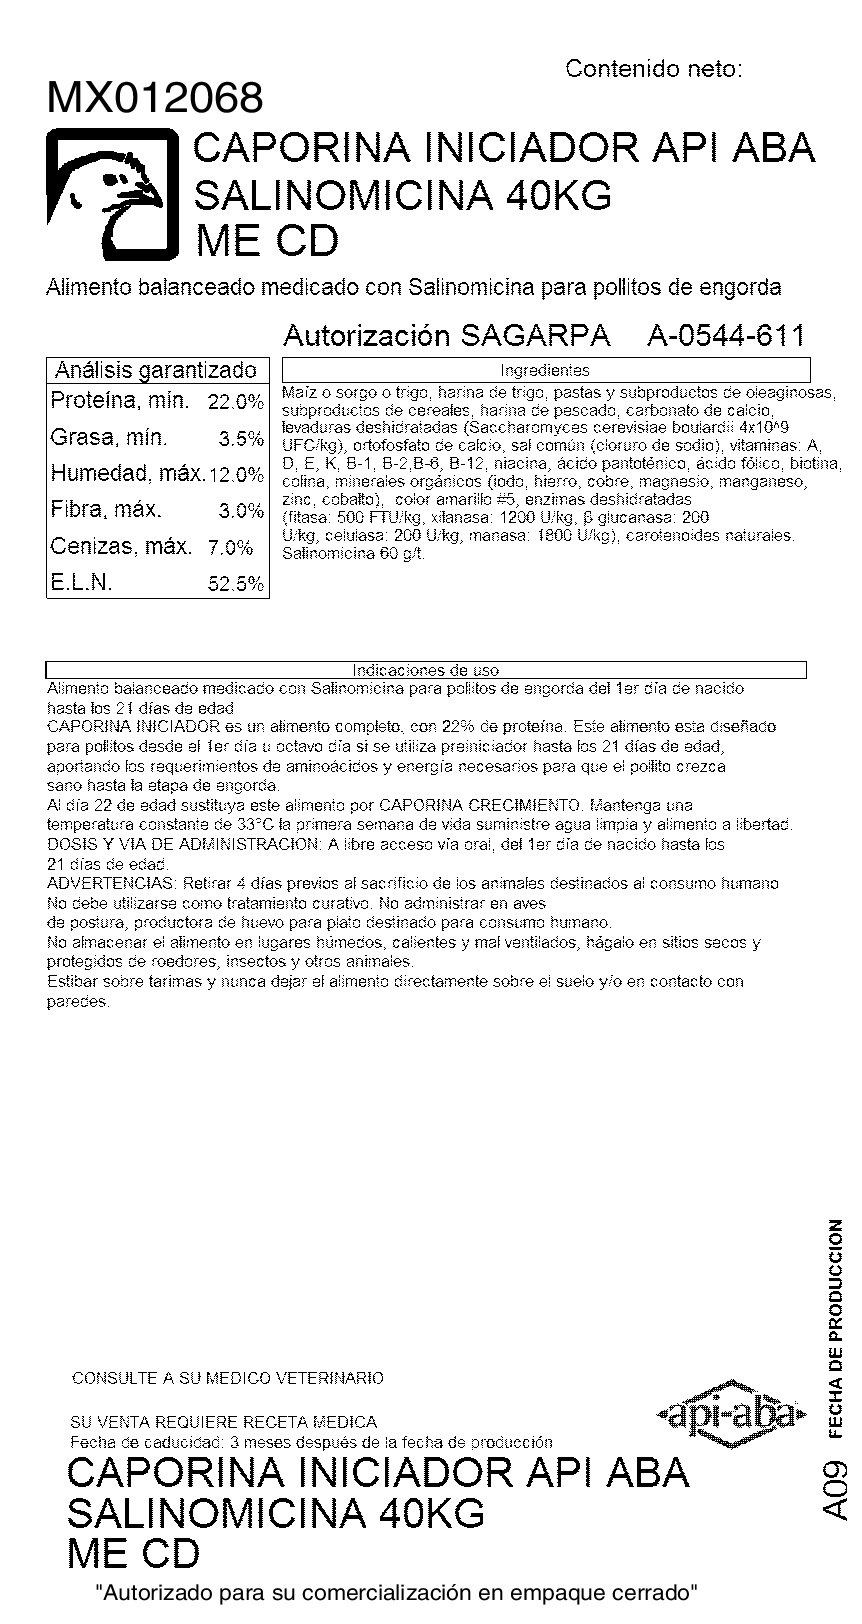 Contenido neto:
MX012068
CAPORINA INICIADOR API ABA
SALINOMICINA 40KG
ME CD
Alimento balanceado medicado con Salinomicina para pollitos de engorda
Autorización SAGARPA A-0544-611
Análisis garantizado
Proteína, mín. 22.0%
Grasa, mín. 3.5%
Humedad, máx. 12.0%
Fibra, máx. 3.0%
Cenizas, máx. 7.0%
E.L.N. 52.5%
Ingredientes
Maíz o sorgo o trigo, harina de trigo, pastas y subproductos de oleaginosas,
subproductos de cereales, harina de pescado, carbonato de calcio,
levaduras deshidratadas (Saccharomyces cerevisiae boulardii 4x10^9
UFC/kg), ortofosfato de calcio, sal común (cloruro de sodio), vitaminas: A,
D, E, K, B-1, B-2,B-6, B-12, niacina, ácido pantoténico, ácido fólico, biotina,
colina, minerales orgánicos (iodo, hierro, cobre, magnesio, manganeso,
zinc, cobalto), color amarillo #5, enzimas deshidratadas
(fitasa: 500 FTU/kg, xilanasa: 1200 U/kg, β glucanasa: 200
U/kg, celulasa: 200 U/kg, manasa: 1800 U/kg), carotenoides naturales.
Salinomicina 60 g/t.
Indicaciones de uso
Alimento balanceado medicado con Salinomicina para pollitos de engorda del 1er día de nacido
hasta los 21 días de edad
CAPORINA INICIADOR es un alimento completo, con 22% de proteína. Este alimento esta diseñado
para pollitos desde el 1er día u octavo día si se utiliza preiniciador hasta los 21 días de edad,
aportando los requerimientos de aminoácidos y energía necesarios para que el pollito crezca
sano hasta la etapa de engorda.
Al día 22 de edad sustituya este alimento por CAPORINA CRECIMIENTO. Mantenga una
temperatura constante de 33°C la primera semana de vida suministre agua limpia y alimento a libertad.
DOSIS Y VIA DE ADMINISTRACION: A libre acceso vía oral, del 1er día de nacido hasta los
21 días de edad.
ADVERTENCIAS: Retirar 4 días previos al sacrificio de los animales destinados al consumo humano
No debe utilizarse como tratamiento curativo. No administrar en aves
de postura, productora de huevo para plato destinado para consumo humano.
No almacenar el alimento en lugares húmedos, calientes y mal ventilados, hágalo en sitios secos y
protegidos de roedores, insectos y otros animales.
Estibar sobre tarimas y nunca dejar el alimento directamente sobre el suelo y/o en contacto con
paredes.
FECHA DE PRODUCCION
A09
CONSULTE A SU MEDICO VETERINARIO
api-aba
SU VENTA REQUIERE RECETA MEDICA
Fecha de caducidad: 3 meses después de la fecha de producción
CAPORINA INICIADOR API ABA
SALINOMICINA 40KG
ME CD
"Autorizado para su comercialización en empaque cerrado"